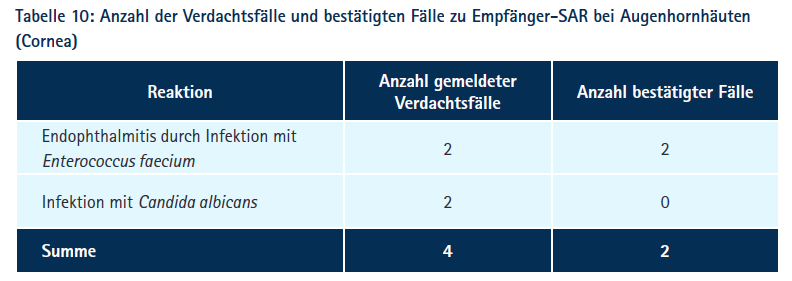 Tabelle 10: Anzahl der Verdachtsfälle und bestätigten Fälle zu Empfänger-SAR bei Augenhornhäuten
(Cornea)
Reaktion
Anzahl gemeldeter
Verdachtsfälle
Anzahl bestätigter Fälle
Endophthalmitis durch Infektion mit
Enterococcus faecium
2
2
Infektion mit Candida albicans
2
0
Summe
4
2